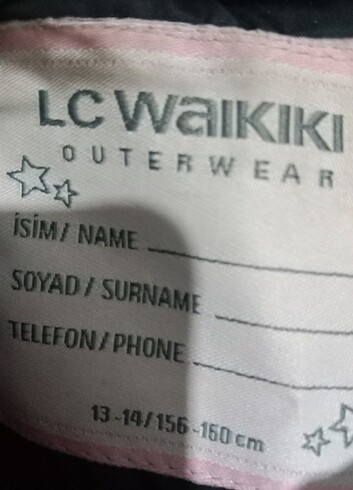 LC WAIKIKI
OUTERWEAR
İSİM / NAME
SOYAD / SURNAME
TELEFON / PHONE
13-14 / 156-160 cm